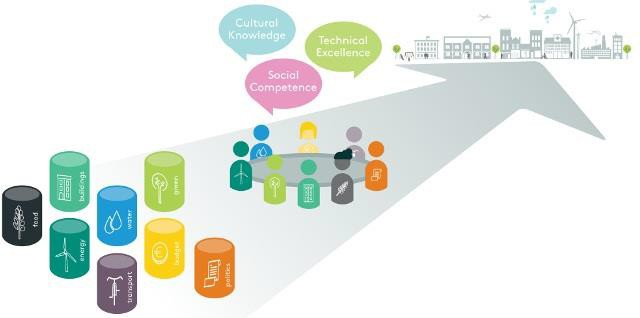 Cultural
Knowledge
Technical
Excellence
Social
Competence
buildings
green
food
water
energy
budget
transport
politics